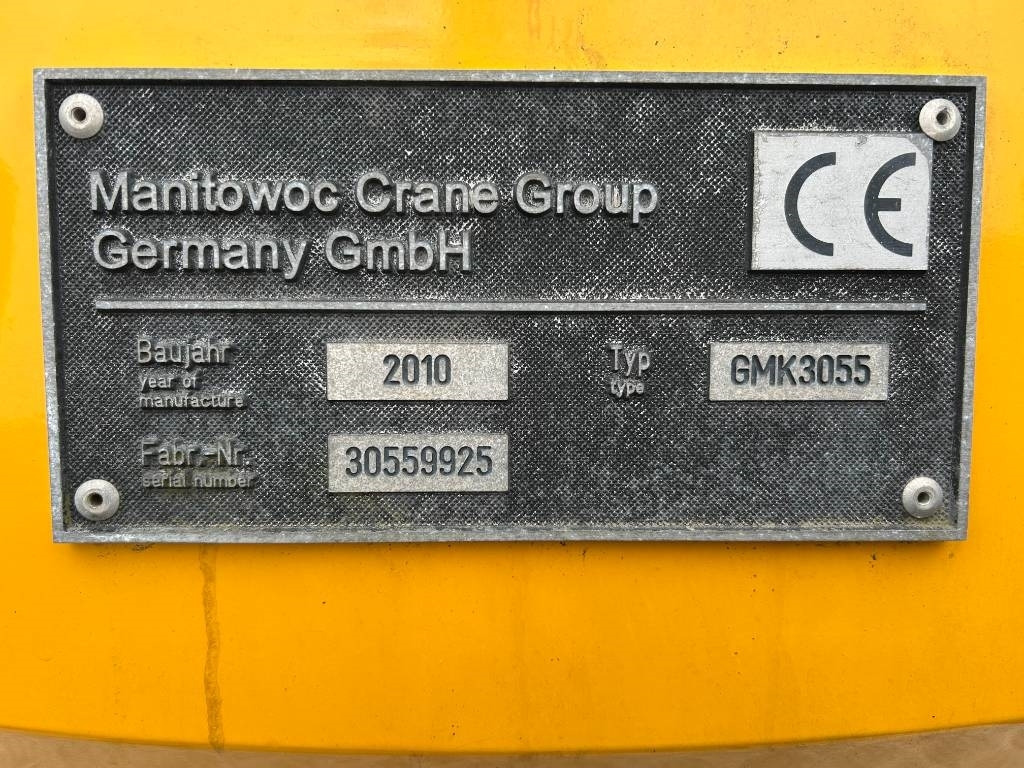 Manitowoc Crane Group
Germany GmbH
CE
Baujahr
year of
manufacture
2010
Typ
type
GMK3055
Fabr.-Nr.
serial number
30559925